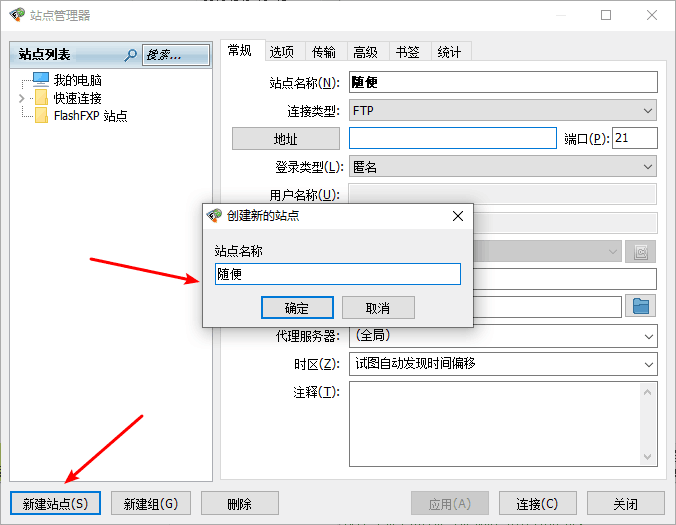 站点管理器
站点列表
搜索...
我的电脑
快速连接
FlashFXP 站点
常规 选项 传输 高级 书签 统计
站点名称(N): 随便
连接类型: FTP
地址 端口(P): 21
登录类型(L): 匿名
用户名称(U):
创建新的站点
站点名称
随便
确定 取消
代理服务器: (全局)
时区(Z): 试图自动发现时间偏移
注释(T):
新建站点(S) 新建组(G) 删除 应用(A) 连接(C) 关闭